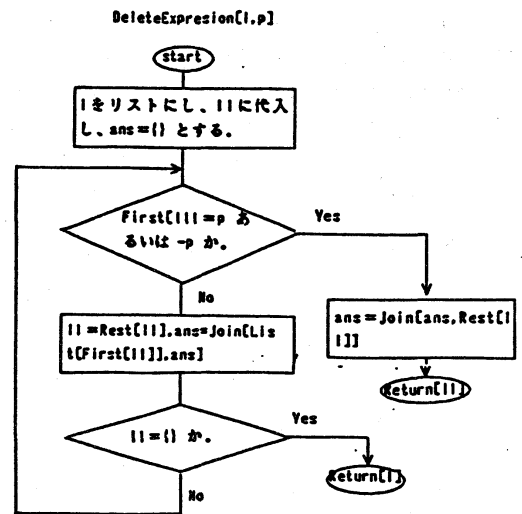 DeleteExpresion[l,p]
start
lをリストにし、llに代入
し、ans={} とする。
First[ll]=p あ
るいは -p か。
Yes
No
ll=Rest[ll],ans=Join[Lis
t[First[ll]],ans]
ans=Join[ans,Rest[l
l]]
Return[ll]
ll={} か。
Yes
Return[l]
No